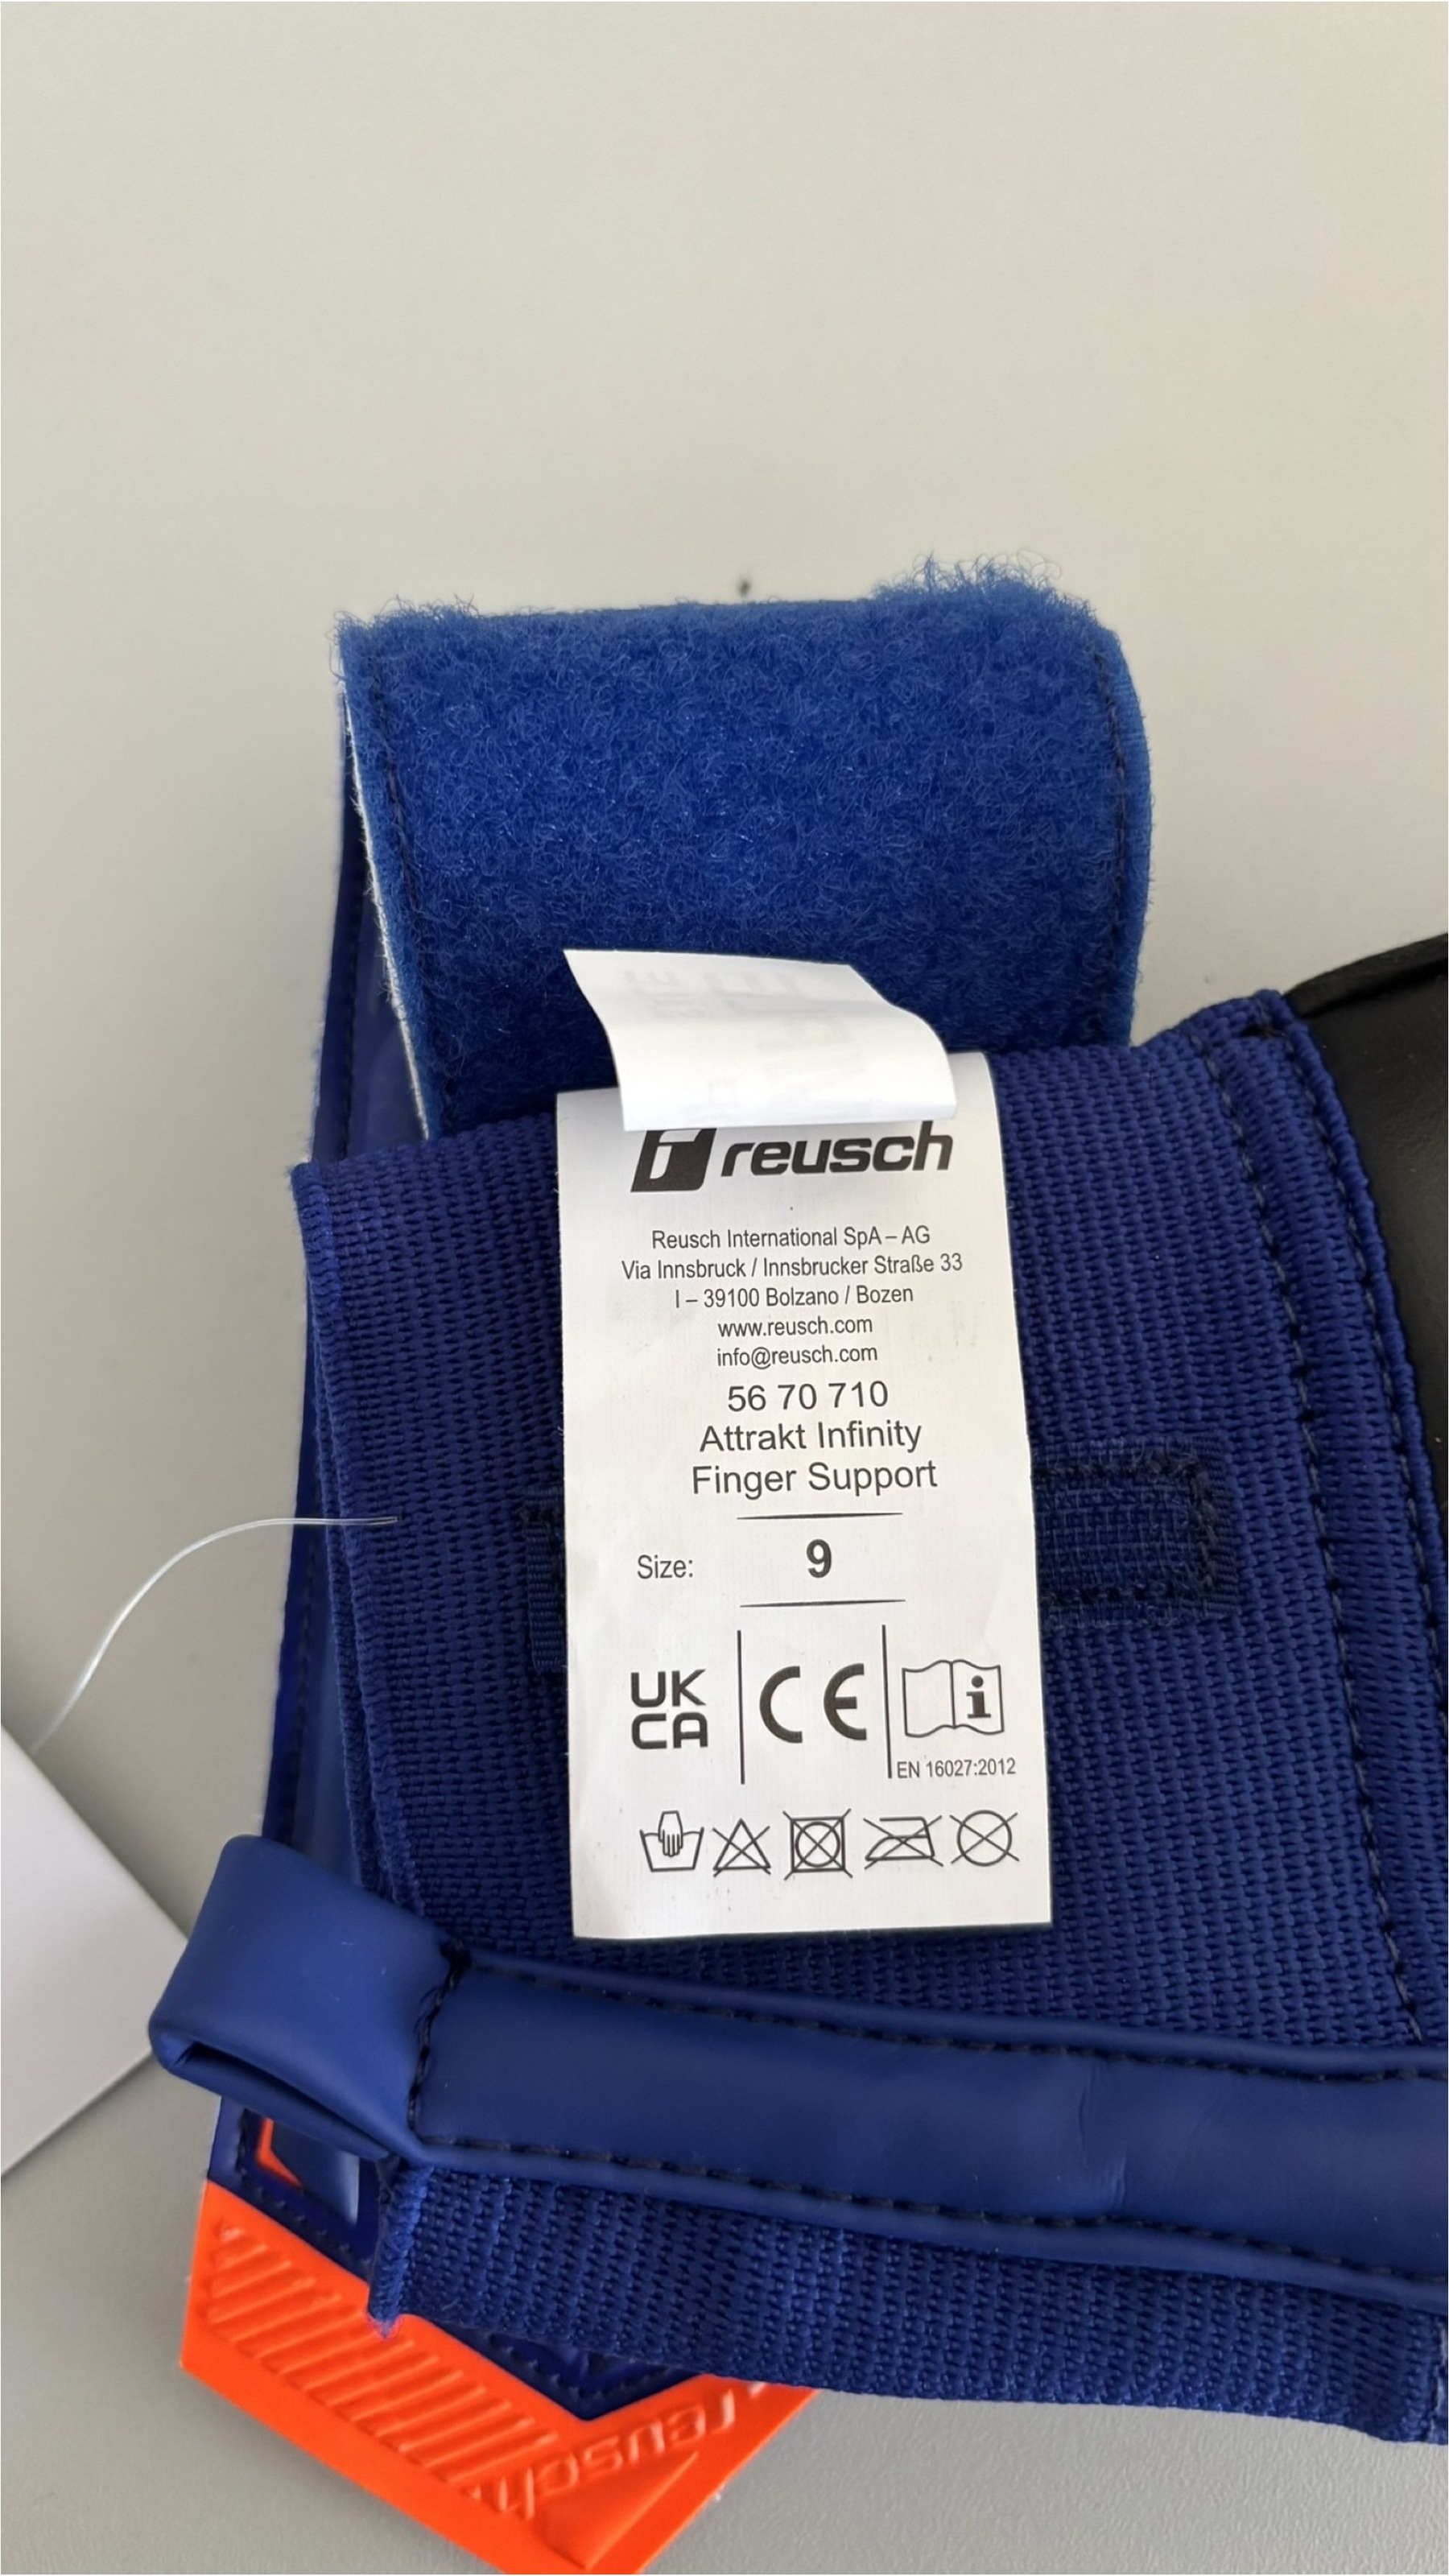 reusch
Reusch International SpA – AG
Via Innsbruck / Innsbrucker Straße 33
I – 39100 Bolzano / Bozen
www.reusch.com
info@reusch.com
56 70 710
Attrakt Infinity
Finger Support
Size: 9
UK
CA
CE
i
EN 16027:2012
reusch